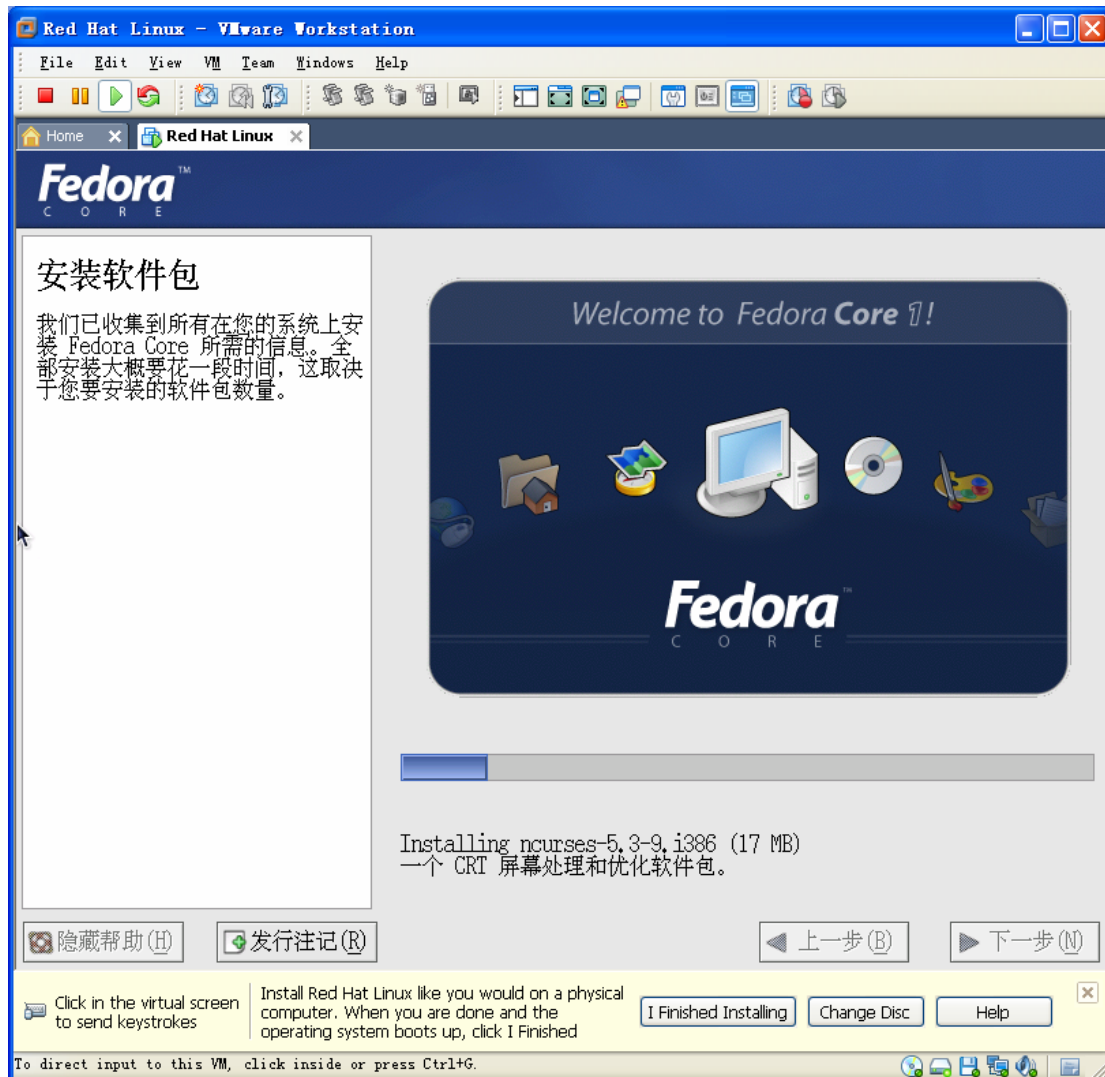 Red Hat Linux - VMware Workstation
File Edit View VM Team Windows Help
Home Red Hat Linux
Fedora™
CORE
安装软件包
我们已收集到所有在您的系统上安
装 Fedora Core 所需的信息。全
部安装大概要花一段时间，这取决
于您要安装的软件包数量。
Welcome to Fedora Core 1!
Fedora™
CORE
Installing ncurses-5.3-9.i386 (17 MB)
一个 CRT 屏幕处理和优化软件包。
隐藏帮助(H) 发行注记(R) 上一步(B) 下一步(N)
Click in the virtual screen
to send keystrokes
Install Red Hat Linux like you would on a physical
computer. When you are done and the
operating system boots up, click I Finished
I Finished Installing Change Disc Help
To direct input to this VM, click inside or press Ctrl+G.